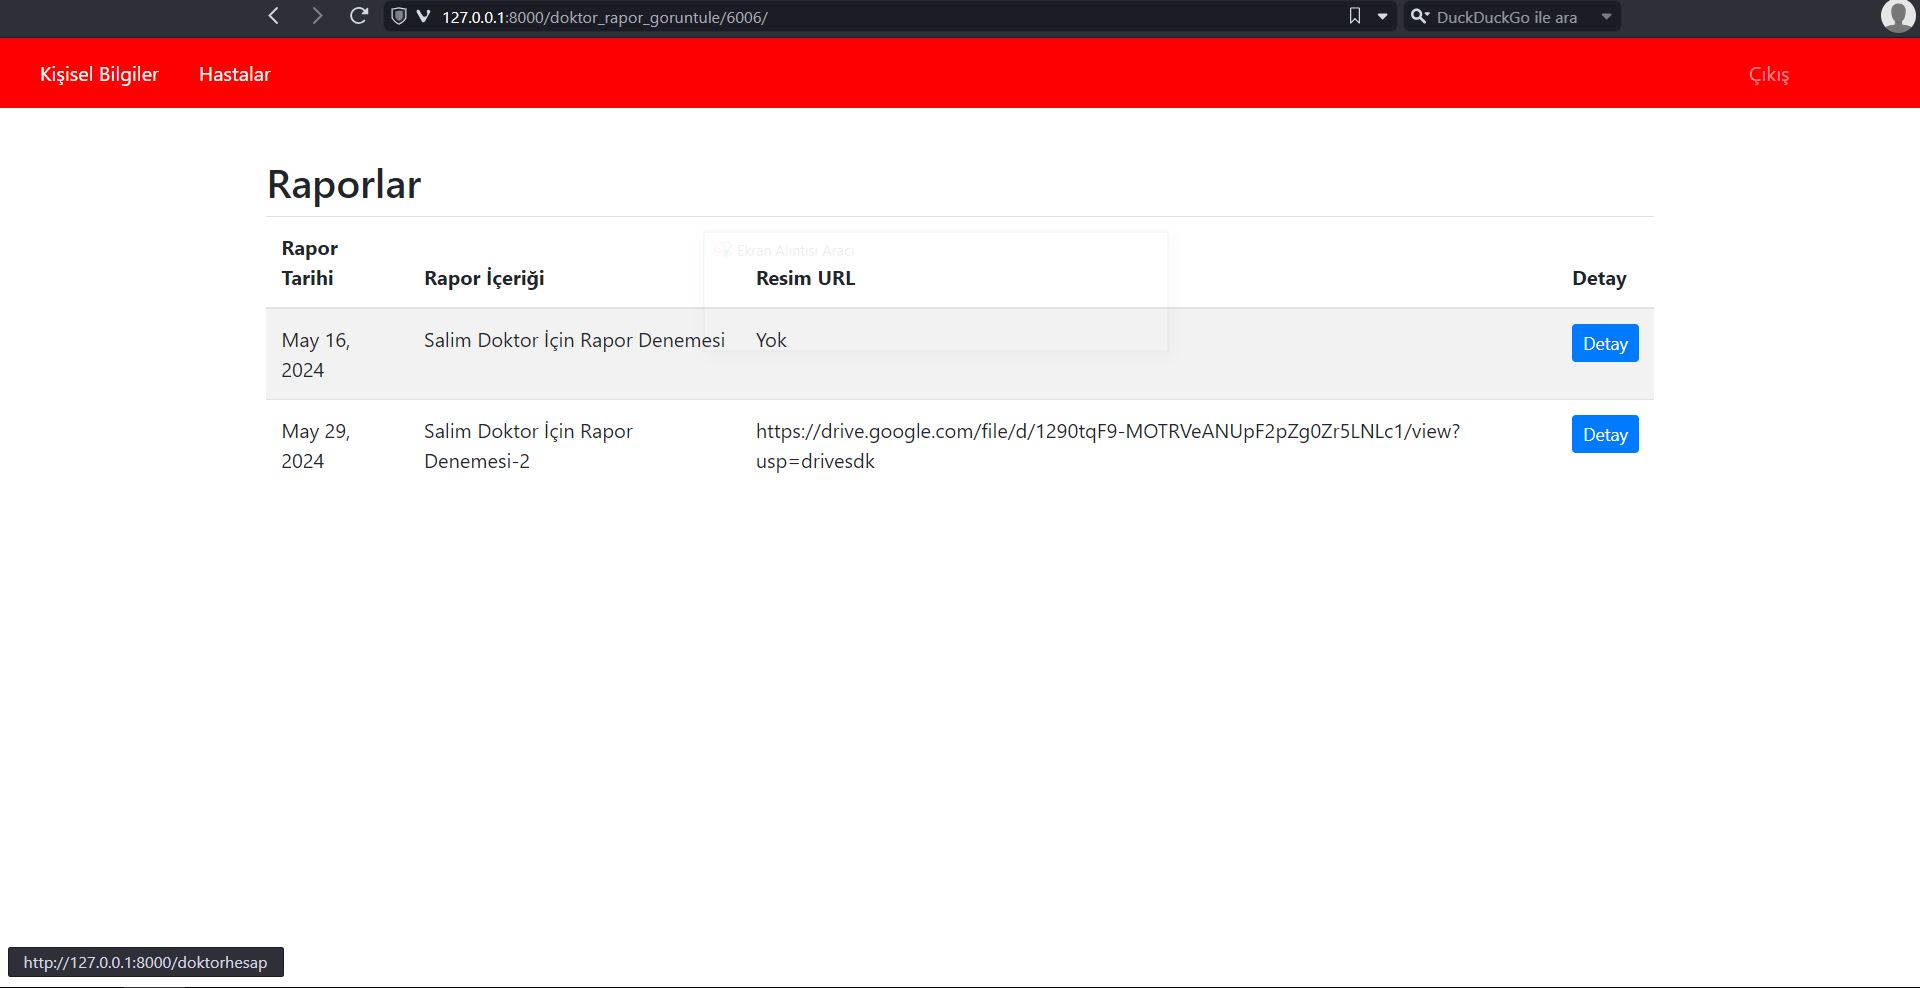 127.0.0.1:8000/doktor_rapor_goruntule/6006/
DuckDuckGo ile ara
Kişisel Bilgiler Hastalar Çıkış
Raporlar
Ekran Alıntısı Aracı
Rapor
Tarihi Rapor İçeriği Resim URL Detay
May 16, Salim Doktor İçin Rapor Denemesi Yok Detay
2024
May 29, Salim Doktor İçin Rapor https://drive.google.com/file/d/1290tqF9-MOTRVeANUpF2pZg0Zr5LNLc1/view? Detay
2024 Denemesi-2 usp=drivesdk
http://127.0.0.1:8000/doktorhesap